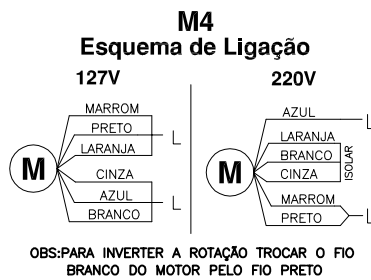 M4
Esquema de Ligação
127V
220V
MARROM
PRETO
L
LARANJA
M
CINZA
AZUL
L
BRANCO
AZUL
L
LARANJA
BRANCO
CINZA
ISOLAR
M
MARROM
PRETO
L
OBS:PARA INVERTER A ROTAÇÃO TROCAR O FIO
BRANCO DO MOTOR PELO FIO PRETO